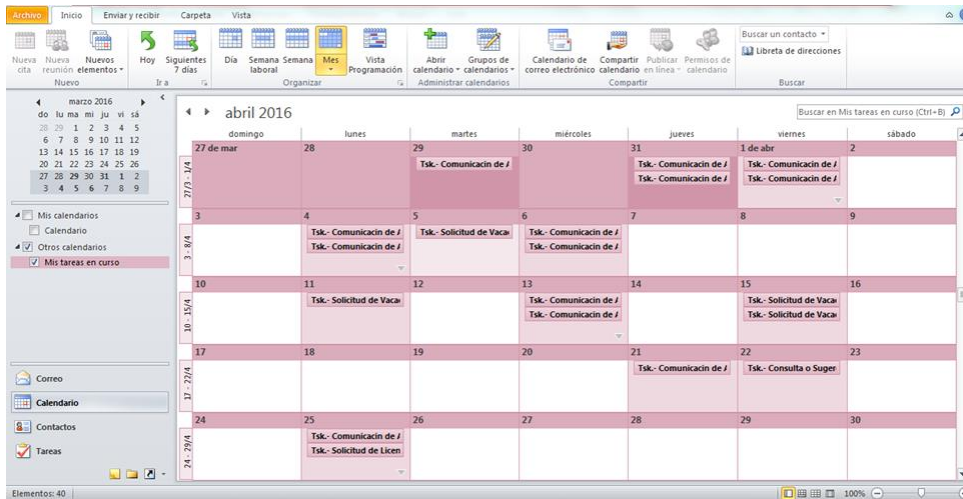 Archivo Inicio Enviar y recibir Carpeta Vista
Nueva cita
Nueva reunión
Nuevos elementos
Nuevo
Hoy
Siguientes 7 días
Ir a
Día
Semana laboral
Semana
Mes
Vista Programación
Organizar
Abrir calendario
Grupos de calendarios
Administrar calendarios
Calendario de correo electrónico
Compartir calendario
Publicar en línea
Permisos de calendario
Compartir
Buscar un contacto
Libreta de direcciones
Buscar
marzo 2016
do lu ma mi ju vi sá
28 29 1 2 3 4 5
6 7 8 9 10 11 12
13 14 15 16 17 18 19
20 21 22 23 24 25 26
27 28 29 30 31 1 2
3 4 5 6 7 8 9
Mis calendarios
Calendario
Otros calendarios
Mis tareas en curso
Correo
Calendario
Contactos
Tareas
abril 2016
Buscar en Mis tareas en curso (Ctrl+B)
domingo lunes martes miércoles jueves viernes sábado
27/3 - 1/4
27 de mar 28 29 30 31 1 de abr 2
Tsk.- Comunicacin de Tsk.- Comunicacin de Tsk.- Comunicacin de
Tsk.- Comunicacin de Tsk.- Comunicacin de
3 - 8/4
3 4 5 6 7 8 9
Tsk.- Comunicacin de Tsk.- Solicitud de Vaca Tsk.- Comunicacin de
Tsk.- Comunicacin de Tsk.- Comunicacin de
10 - 15/4
10 11 12 13 14 15 16
Tsk.- Solicitud de Vaca Tsk.- Comunicacin de Tsk.- Solicitud de Vaca
Tsk.- Comunicacin de Tsk.- Solicitud de Vaca
17 - 22/4
17 18 19 20 21 22 23
Tsk.- Comunicacin de Tsk.- Consulta o Suger
24 - 29/4
24 25 26 27 28 29 30
Tsk.- Comunicacin de
Tsk.- Solicitud de Licen
Elementos: 40
100%